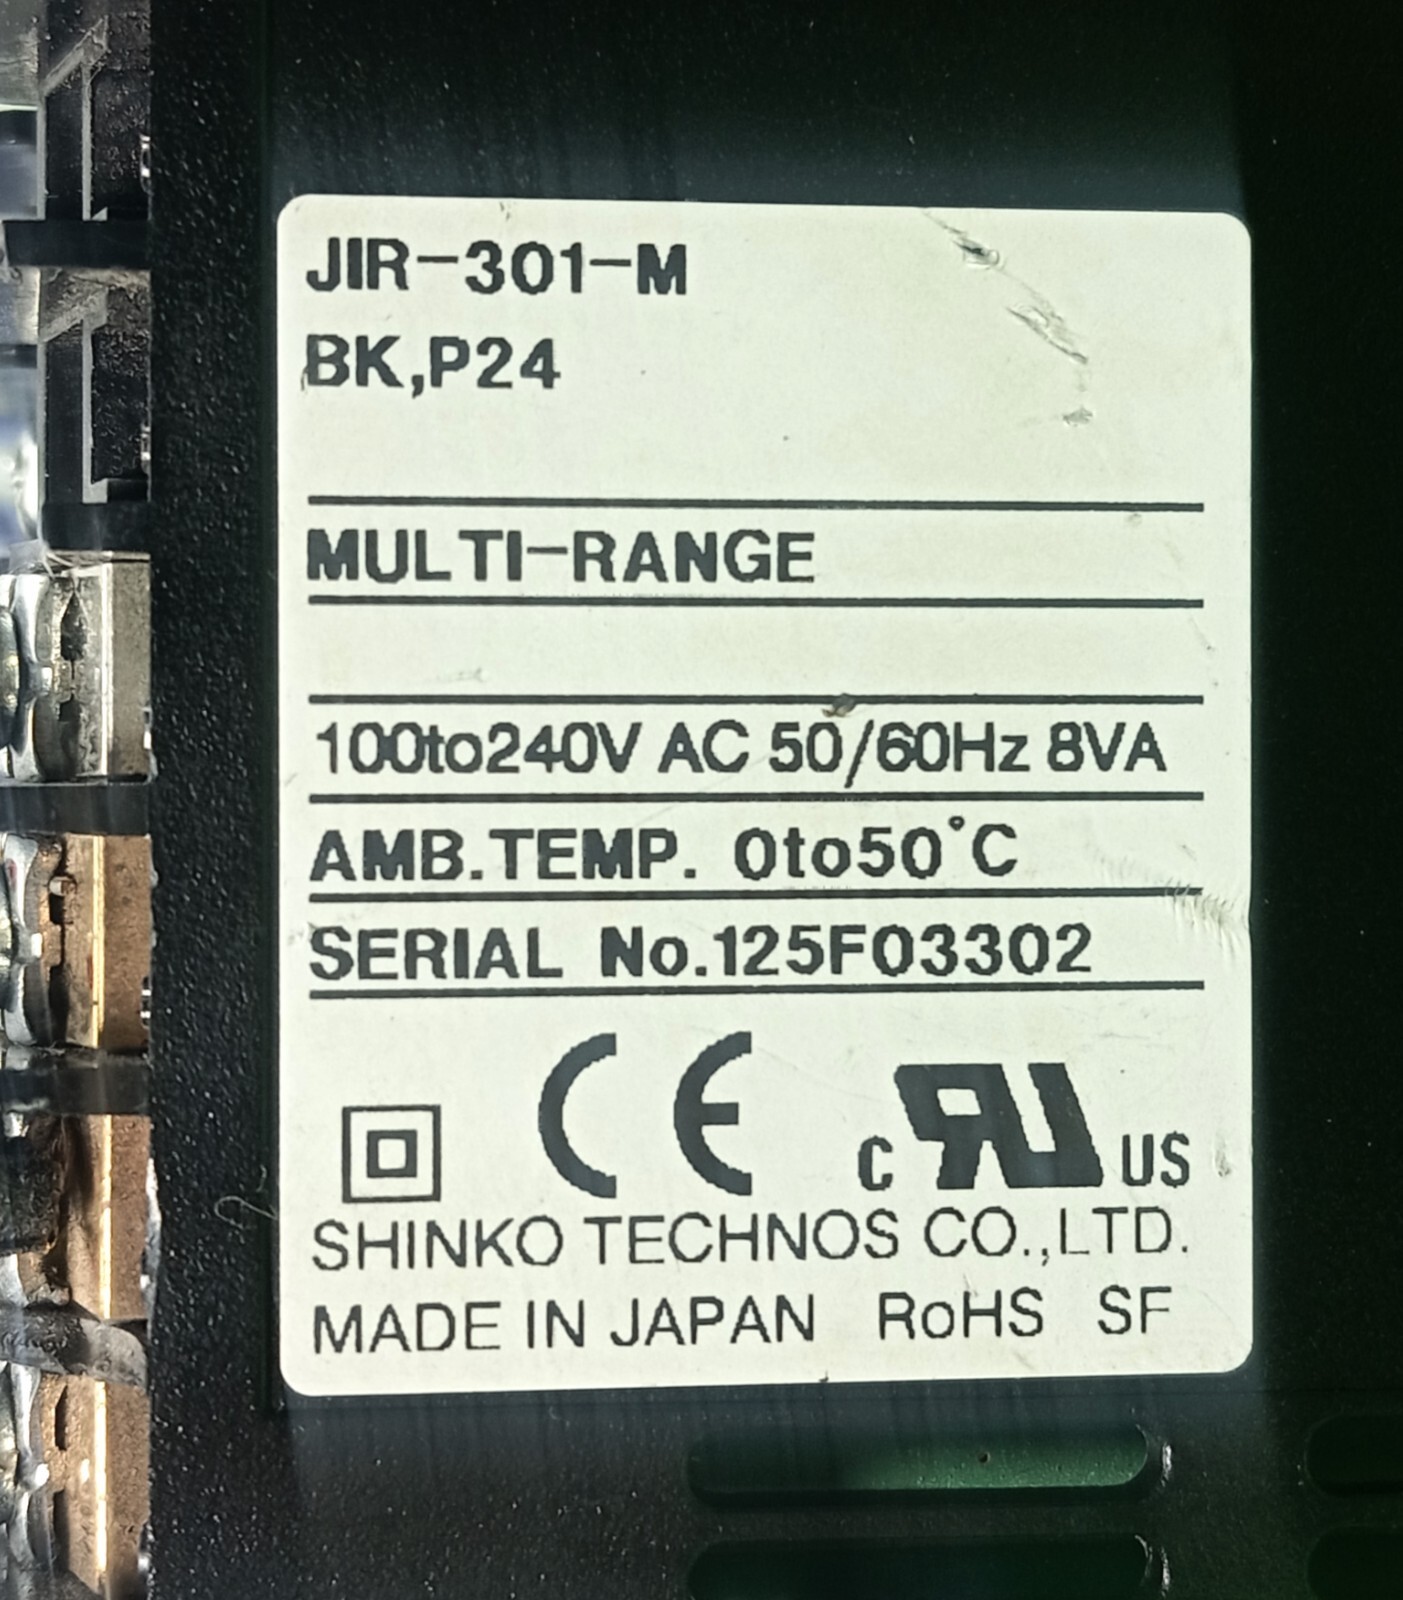 JIR-301-M
BK,P24
MULTI-RANGE
100to240V AC 50/60Hz 8VA
AMB.TEMP. 0to50°C
SERIAL No.125F03302
CE c RU US
SHINKO TECHNOS CO.,LTD.
MADE IN JAPAN RoHS SF